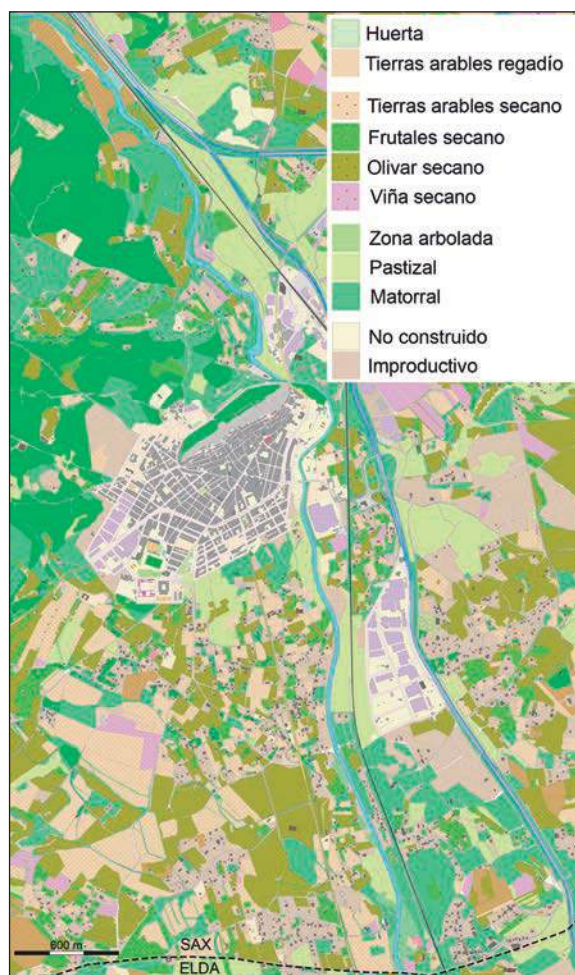 Huerta
Tierras arables regadío
Tierras arables secano
Frutales secano
Olivar secano
Viña secano
Zona arbolada
Pastizal
Matorral
No construido
Improductivo
600 m
SAX
ELDA